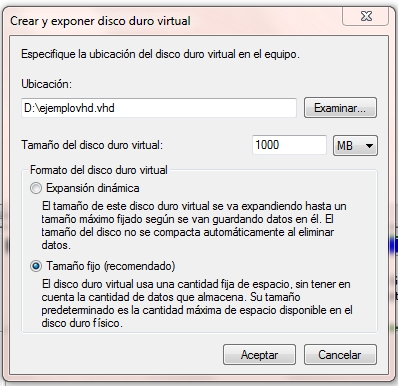 Crear y exponer disco duro virtual
Especifique la ubicación del disco duro virtual en el equipo.
Ubicación:
D:\ejemplovhd.vhd
Examinar...
Tamaño del disco duro virtual:
1000
MB
Formato del disco duro virtual
Expansión dinámica
El tamaño de este disco duro virtual se va expandiendo hasta un
tamaño máximo fijado según se van guardando datos en él. El
tamaño del disco no se compacta automáticamente al eliminar
datos.
Tamaño fijo (recomendado)
El disco duro virtual usa una cantidad fija de espacio, sin tener en
cuenta la cantidad de datos que almacena. Su tamaño
predeterminado es la cantidad máxima de espacio disponible en el
disco duro físico.
Aceptar
Cancelar